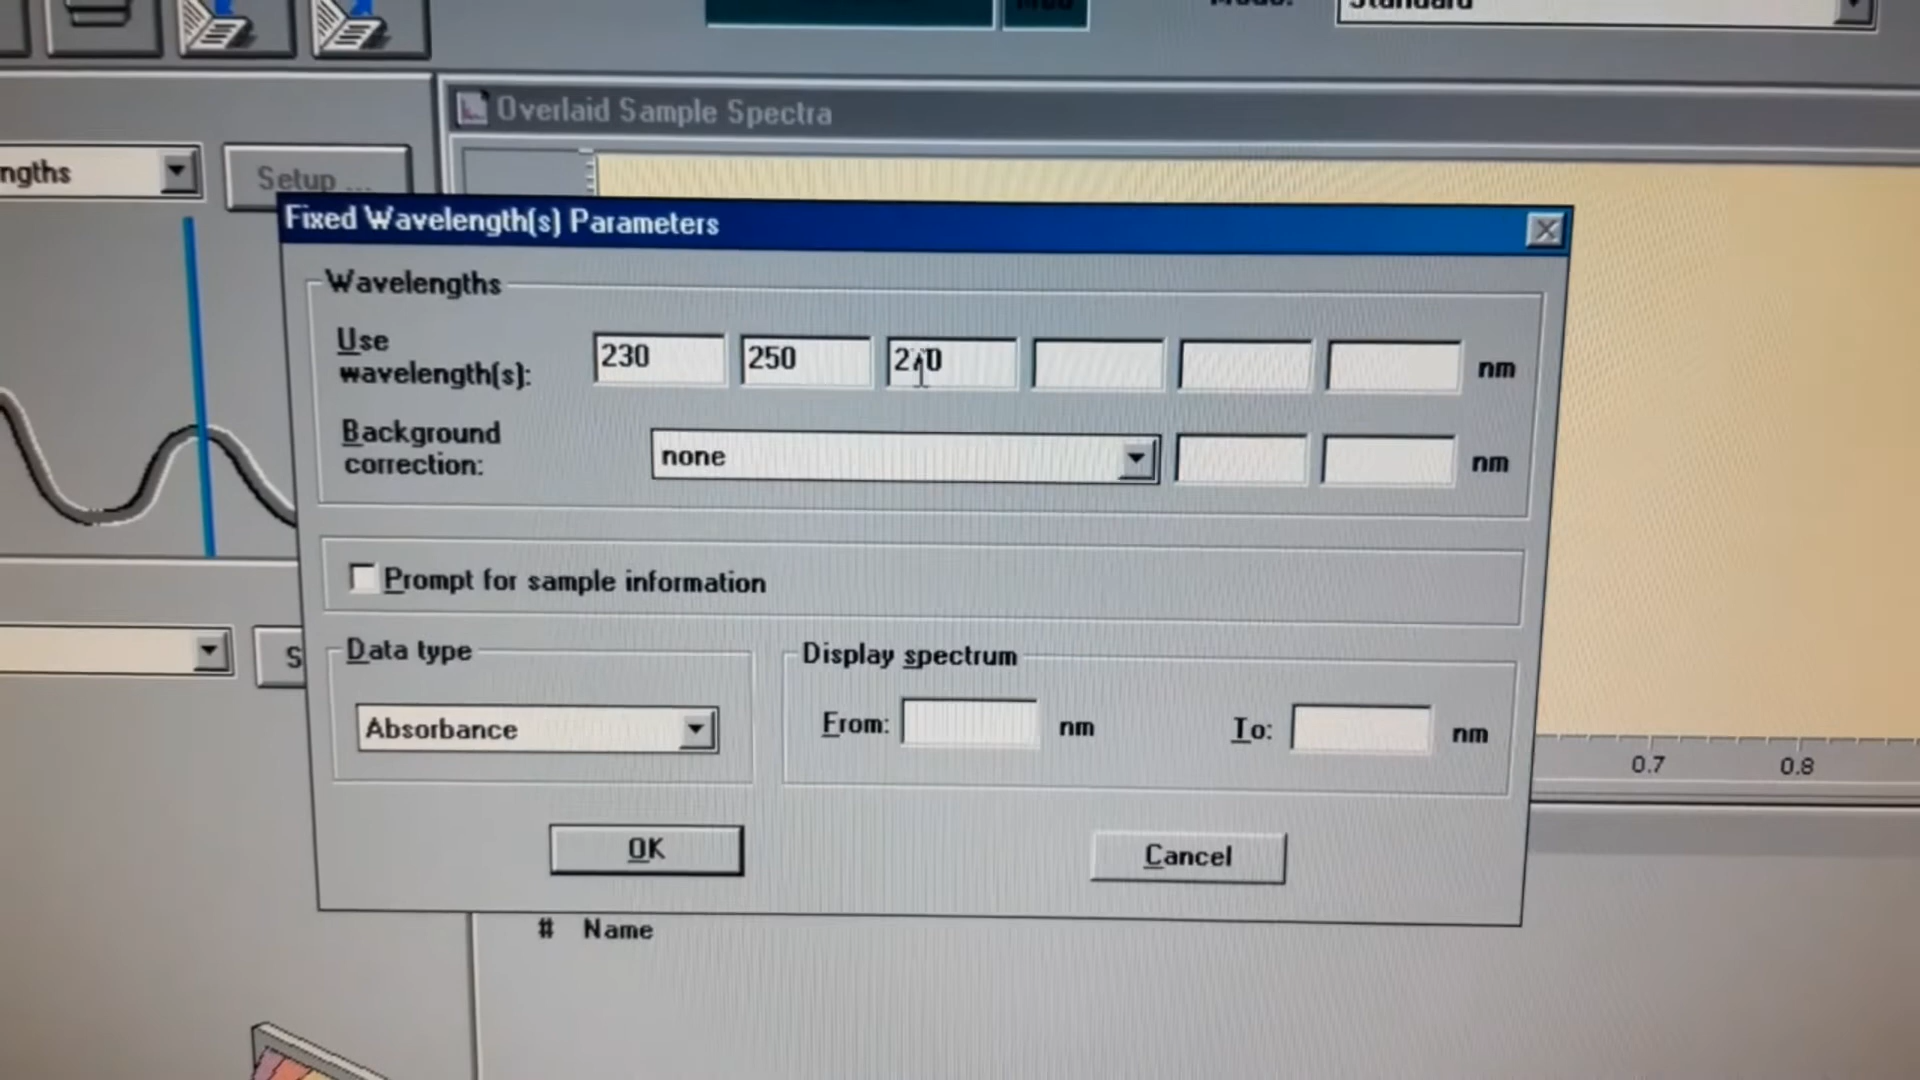 Standard
Overlaid Sample Spectra
ngths
Setup ...
Fixed Wavelength(s) Parameters
Wavelengths
Use
wavelength(s):
230
250
nm
Background
correction:
none
nm
Prompt for sample information
Data type
Display spectrum
S
Absorbance
From:
nm
To:
nm
0.7
0.8
OK
Cancel
# Name